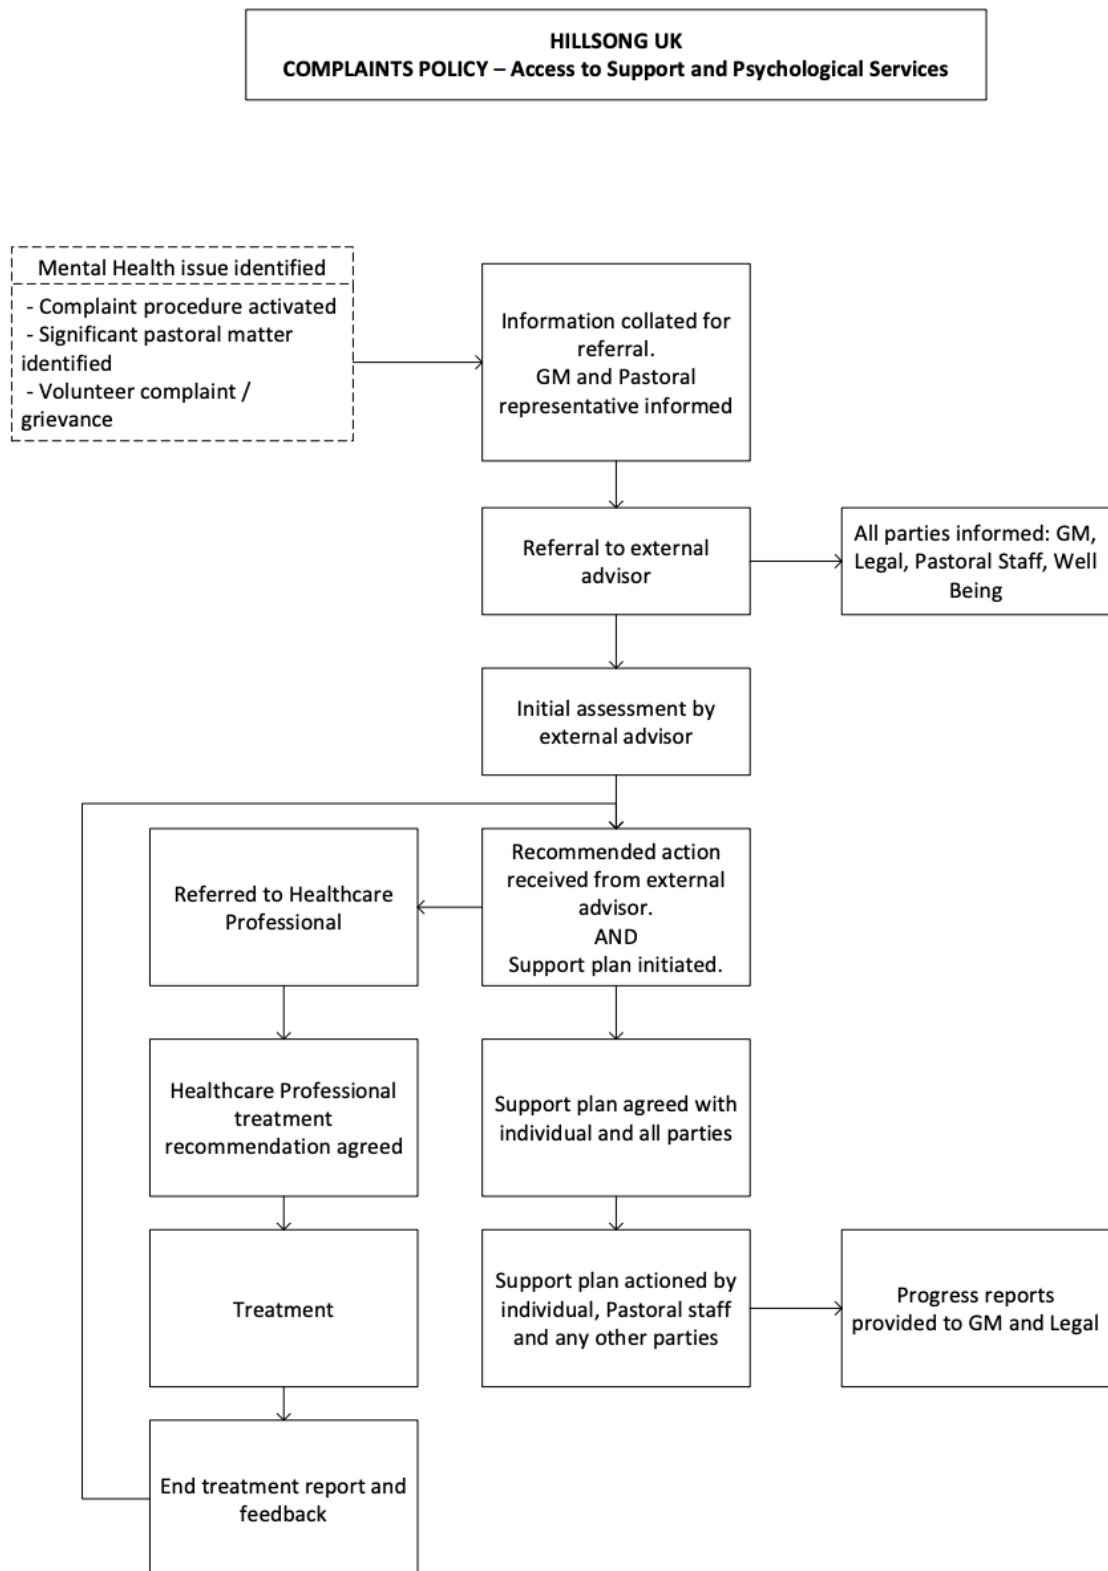 HILLSONG UK
COMPLAINTS POLICY – Access to Support and Psychological Services
Mental Health issue identified
- Complaint procedure activated
- Significant pastoral matter
identified
- Volunteer complaint /
grievance
Information collated for
referral.
GM and Pastoral
representative informed
Referral to external
advisor
All parties informed: GM,
Legal, Pastoral Staff, Well
Being
Initial assessment by
external advisor
Recommended action
received from external
advisor.
AND
Support plan initiated.
Referred to Healthcare
Professional
Healthcare Professional
treatment
recommendation agreed
Support plan agreed with
individual and all parties
Treatment
Support plan actioned by
individual, Pastoral staff
and any other parties
Progress reports
provided to GM and Legal
End treatment report and
feedback